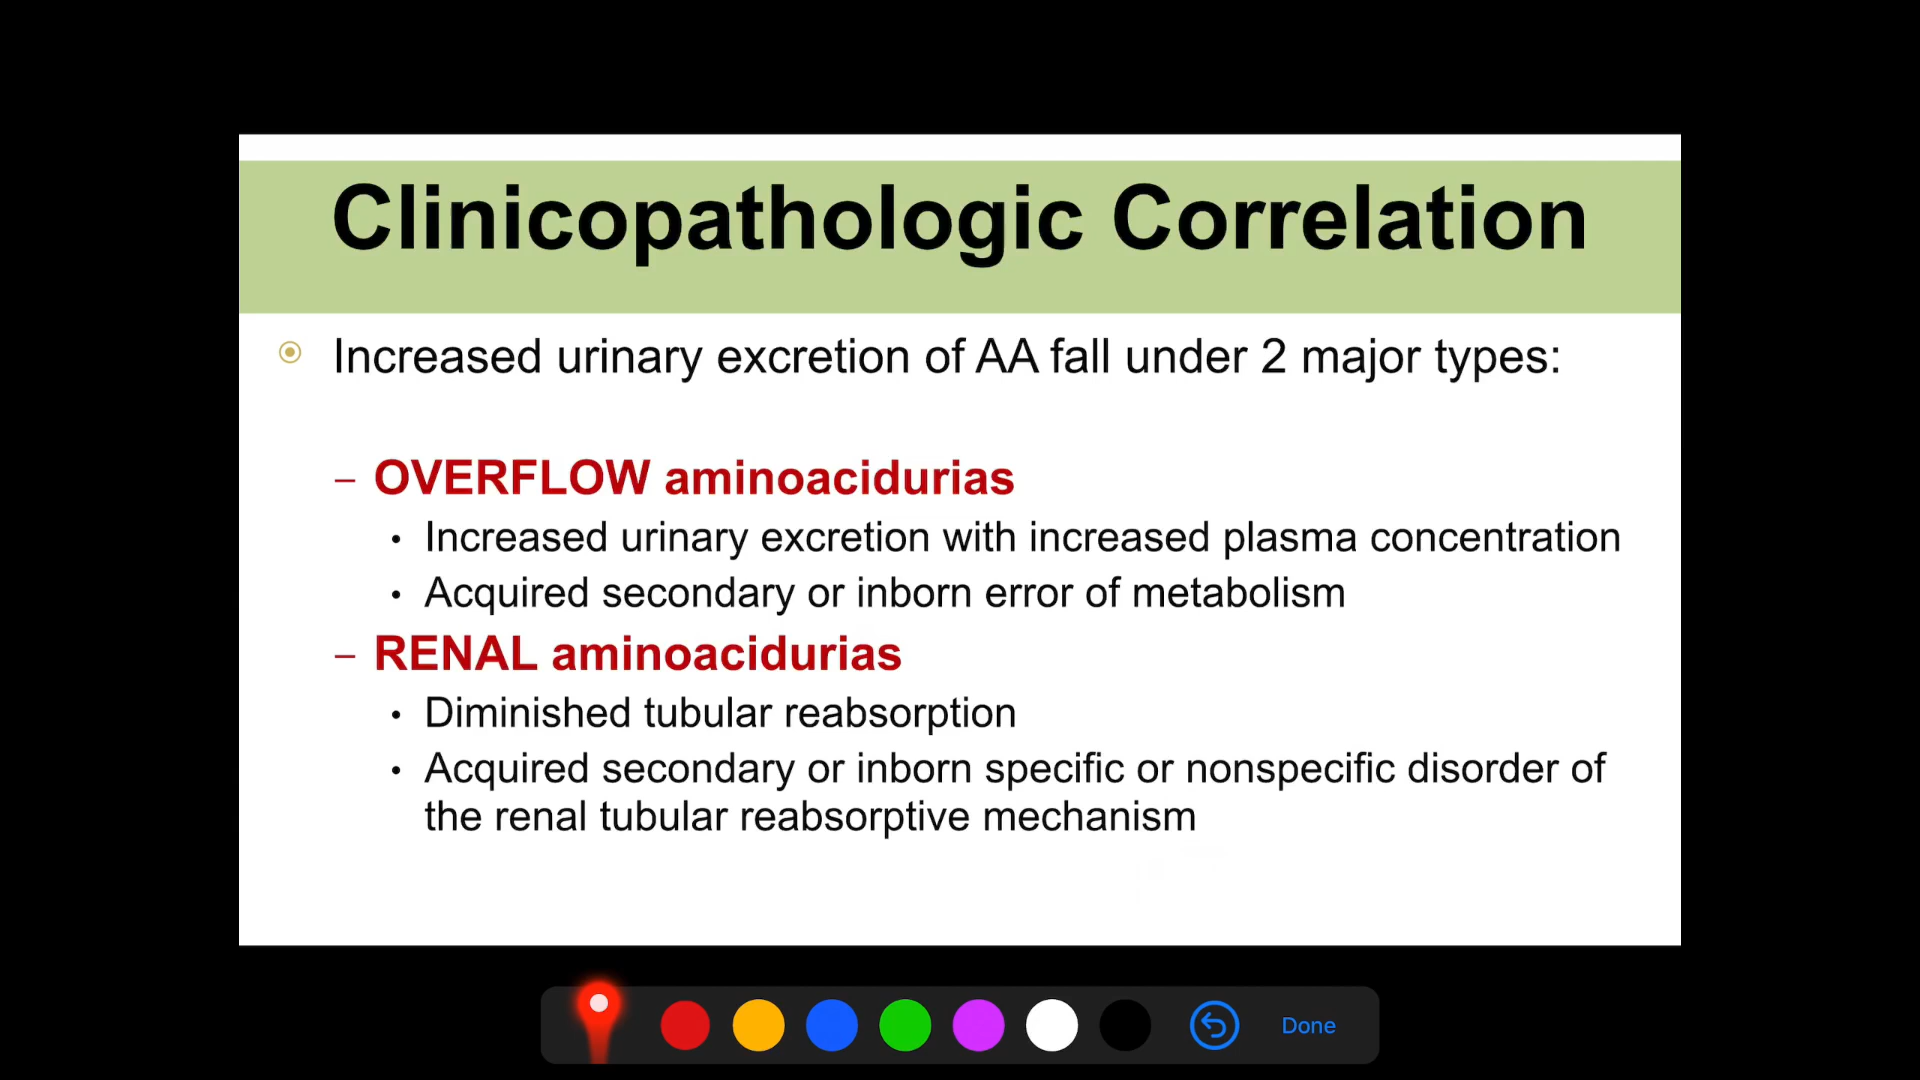 Clinicopathologic Correlation
Increased urinary excretion of AA fall under 2 major types:
– OVERFLOW aminoacidurias
• Increased urinary excretion with increased plasma concentration
• Acquired secondary or inborn error of metabolism
– RENAL aminoacidurias
• Diminished tubular reabsorption
• Acquired secondary or inborn specific or nonspecific disorder of
the renal tubular reabsorptive mechanism
Done